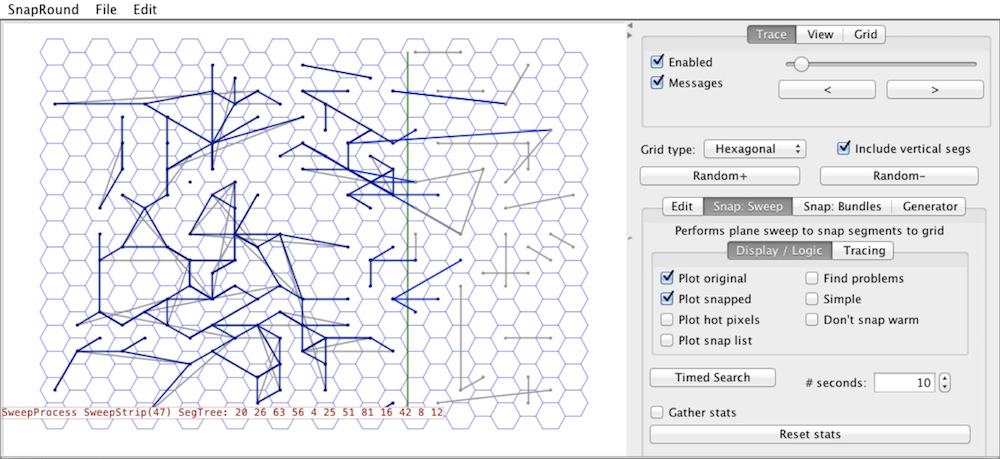 SnapRound File Edit
Trace View Grid
Enabled
Messages
< >
Grid type: Hexagonal Include vertical segs
Random+ Random−
Edit Snap: Sweep Snap: Bundles Generator
Performs plane sweep to snap segments to grid
Display / Logic Tracing
Plot original Find problems
Plot snapped Simple
Plot hot pixels Don't snap warm
Plot snap list
Timed Search # seconds: 10
SweepProcess SweepStrip(47) SegTree: 20 26 63 56 4 25 51 81 16 42 8 12
Gather stats
Reset stats